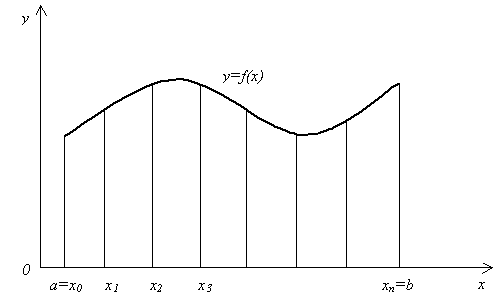 y
y=f(x)
0
a=x₀ x₁ x₂ x₃ xₙ=b x